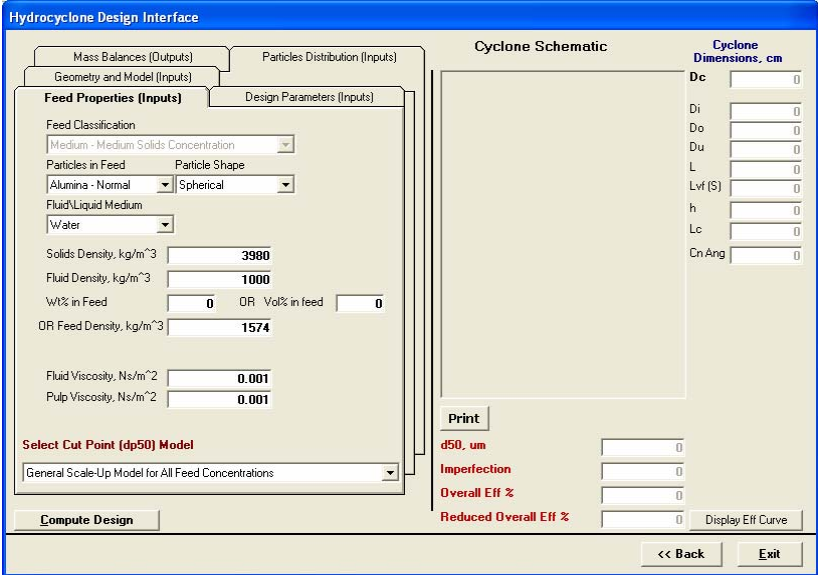 Hydrocyclone Design Interface
Mass Balances (Outputs)
Particles Distribution (Inputs)
Geometry and Model (Inputs)
Feed Properties (Inputs)
Design Parameters (Inputs)
Feed Classification
Medium - Medium Solids Concentration
Particles in Feed
Particle Shape
Alumina - Normal
Spherical
Fluid\Liquid Medium
Water
Solids Density, kg/m^3 3980
Fluid Density, kg/m^3 1000
Wt% in Feed 0 OR Vol% in feed 0
OR Feed Density, kg/m^3 1574
Fluid Viscosity, Ns/m^2 0.001
Pulp Viscosity, Ns/m^2 0.001
Select Cut Point (dp50) Model
General Scale-Up Model for All Feed Concentrations
Compute Design
Cyclone Schematic
Print
d50, um 0
Imperfection 0
Overall Eff % 0
Reduced Overall Eff % 0
Cyclone
Dimensions, cm
Dc 0
Di 0
Do 0
Du 0
L 0
Lvf (S) 0
h 0
Lc 0
Cn Ang 0
Display Eff Curve
<< Back
Exit